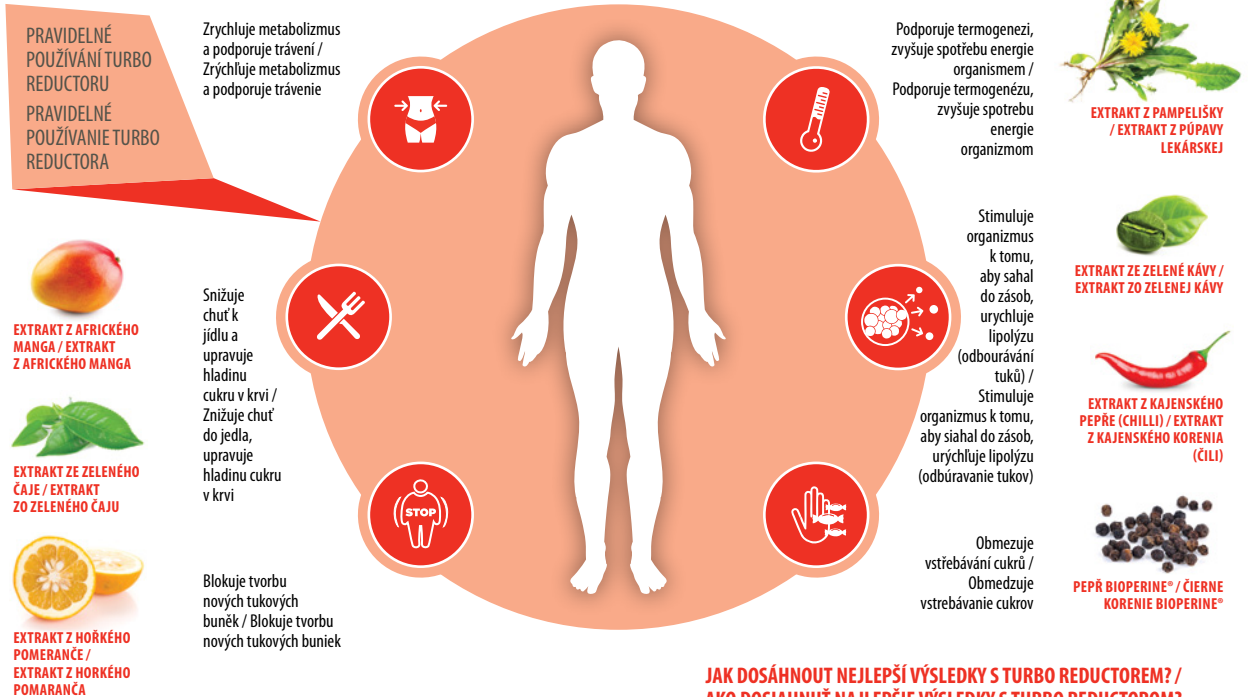 PRAVIDELNÉ
POUŽÍVÁNÍ TURBO
REDUCTORU
PRAVIDELNÉ
POUŽÍVANIE TURBO
REDUCTORA
Zrychluje metabolizmus
a podporuje trávení /
Zrýchľuje metabolizmus
a podporuje trávenie
Podporuje termogenezi,
zvyšuje spotřebu energie
organismem /
Podporuje termogenézu,
zvyšuje spotrebu
energie
organizmom
EXTRAKT Z PAMPELIŠKY
/ EXTRAKT Z PÚPAVY
LEKÁRSKEJ
EXTRAKT Z AFRICKÉHO
MANGA / EXTRAKT
Z AFRICKÉHO MANGA
Snižuje
chuť k
jídlu a
upravuje
hladinu
cukru v krvi /
Znižuje chuť
do jedla,
upravuje
hladinu cukru
v krvi
Stimuluje
organizmus
k tomu,
aby sahal
do zásob,
urychluje
lipolýzu
(odbourávání
tuků) /
Stimuluje
organizmus k tomu,
aby siahal do zásob,
urýchľuje lipolýzu
(odbúravanie tukov)
EXTRAKT ZE ZELENÉ KÁVY /
EXTRAKT ZO ZELENEJ KÁVY
EXTRAKT ZE ZELENÉHO
ČAJE / EXTRAKT
ZO ZELENÉHO ČAJU
EXTRAKT Z KAJENSKÉHO
PEPŘE (CHILLI) / EXTRAKT
Z KAJENSKÉHO KORENIA
(ČILI)
STOP
EXTRAKT Z HOŘKÉHO
POMERANČE /
EXTRAKT Z HORKÉHO
POMARANČA
Blokuje tvorbu
nových tukových
buněk / Blokuje tvorbu
nových tukových buniek
Obmezuje
vstřebávání cukrů /
Obmedzuje
vstrebávanie cukrov
PEPŘ BIOPERINE® / ČIERNE
KORENIE BIOPERINE®
JAK DOSÁHNOUT NEJLEPŠÍ VÝSLEDKY S TURBO REDUCTOREM? /
AKO DOSIAHNUŤ NAJLEPŠIE VÝSLEDKY S TURBO REDUCTOROM?